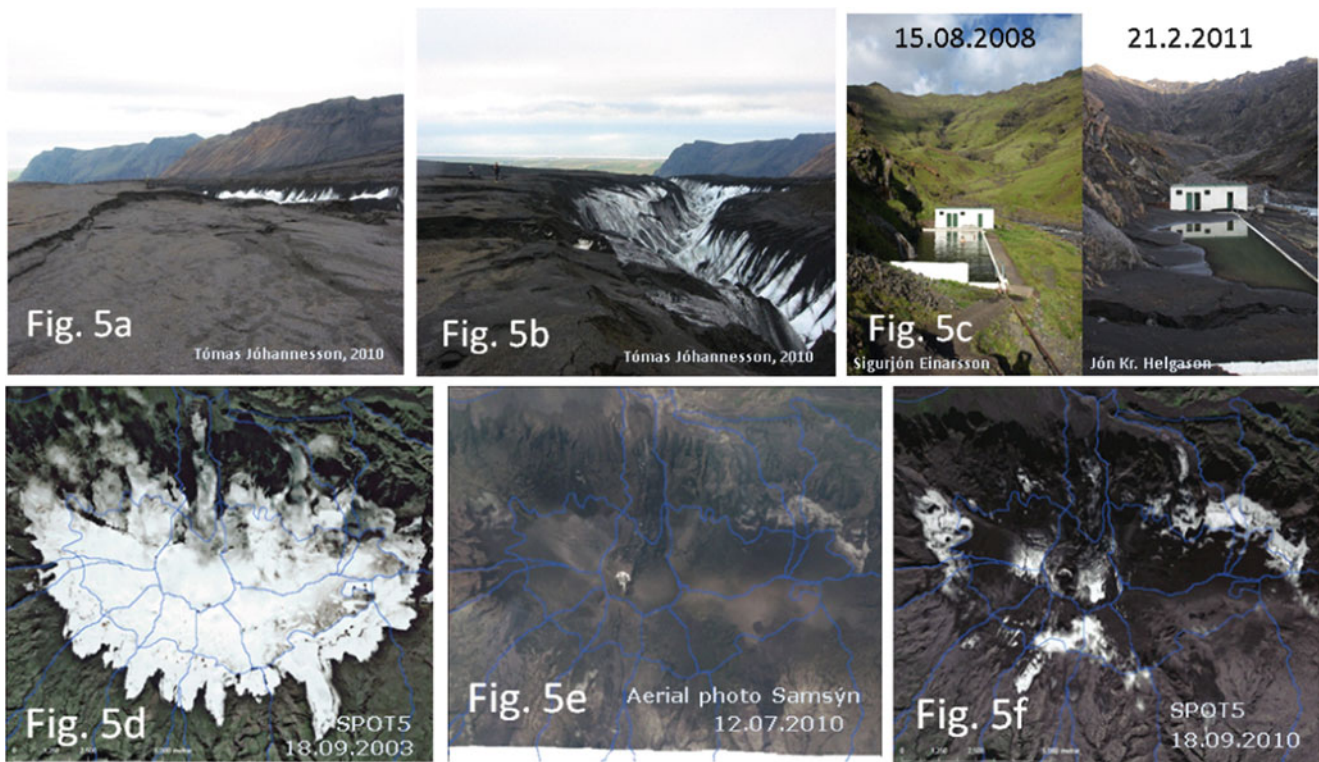 Fig. 5a
Tómas Jóhannesson, 2010
Fig. 5b
Tómas Jóhannesson, 2010
15.08.2008
Fig. 5c
Sigurjón Einarsson
21.2.2011
Jón Kr. Helgason
Fig. 5d
SPOT5
18.09.2003
Fig. 5e
Aerial photo Samsýn
12.07.2010
Fig. 5f
SPOT5
18.09.2010